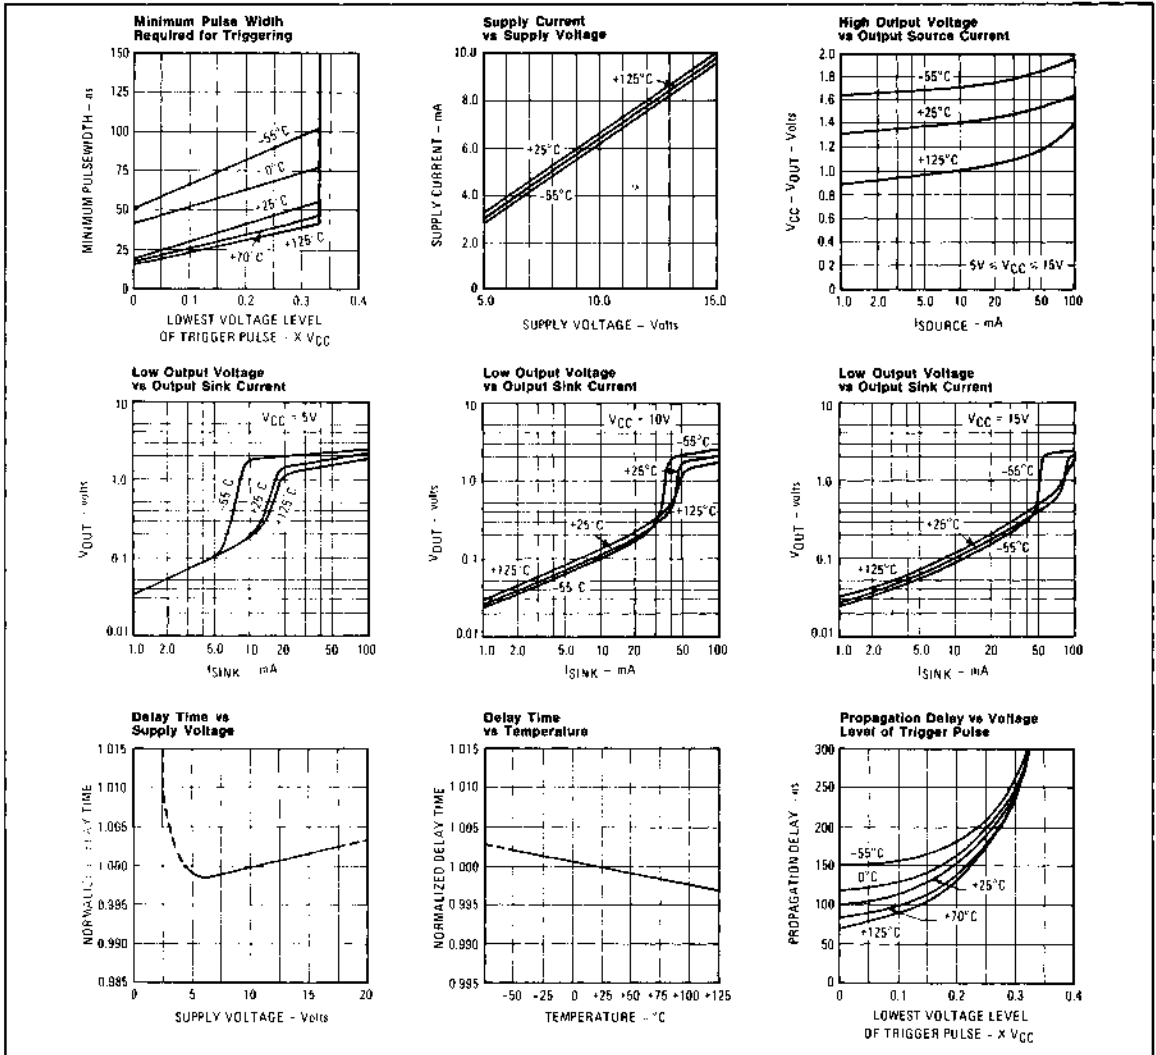 Minimum Pulse Width
Required for Triggering
150
125
100
75
50
25
0
MINIMUM PULSEWIDTH – ns
-55°C
0°C
+25°C
+70°C
+125°C
0
0.1
0.2
0.3
0.4
LOWEST VOLTAGE LEVEL
OF TRIGGER PULSE - X VCC
Supply Current
vs Supply Voltage
10.0
8.0
6.0
4.0
2.0
0
SUPPLY CURRENT – mA
+125°C
+25°C
-55°C
5.0
10.0
15.0
SUPPLY VOLTAGE – Volts
High Output Voltage
vs Output Source Current
2.0
1.8
1.6
1.4
1.2
1.0
0.8
0.6
0.4
0 2
0
VCC - VOUT - Volts
-55°C
+25°C
+125°C
5V ≤ VCC ≤ 15V
1.0
2.0
5.0
10
20
50
100
ISOURCE - mA
Low Output Voltage
vs Output Sink Current
10
1.0
0.1
0.01
VOUT - volts
VCC = 5V
-55°C
+25°C
+125°C
1.0
2.0
5.0
10
20
50
100
ISINK – mA
Low Output Voltage
vs Output Sink Current
10
1.0
0.1
0.01
VOUT - volts
VCC - 10V
-55°C
+25°C
+125°C
+25°C
+125°C
-55°C
1.0
2.0
5.0
10
20
50
100
ISINK – mA
Low Output Voltage
vs Output Sink Current
10
1.0
0.1
0.01
VOUT - volts
VCC = 15V
-55°C
+25°C
-55°C
+125°C
1.0
2.0
5.0
10
20
50
100
ISINK – mA
Delay Time vs
Supply Voltage
1.015
1.010
1.065
1.050
0.995
0.990
0.985
DELAY TIME
0
5
10
15
20
SUPPLY VOLTAGE – Volts
Delay Time
vs Temperature
1.015
1.010
1.005
1.000
0.995
0.990
0.985
NORMALIZED DELAY TIME
-50
-25
0
+25
+50
+75
+100
+125
TEMPERATURE – °C
Propagation Delay vs Voltage
Level of Trigger Pulse
300
250
200
150
100
50
0
PROPAGATION DELAY - ns
-55°C
0°C
+25°C
+70°C
+125°C
0
0.1
0.2
0.3
0.4
LOWEST VOLTAGE LEVEL
OF TRIGGER PULSE – X VCC